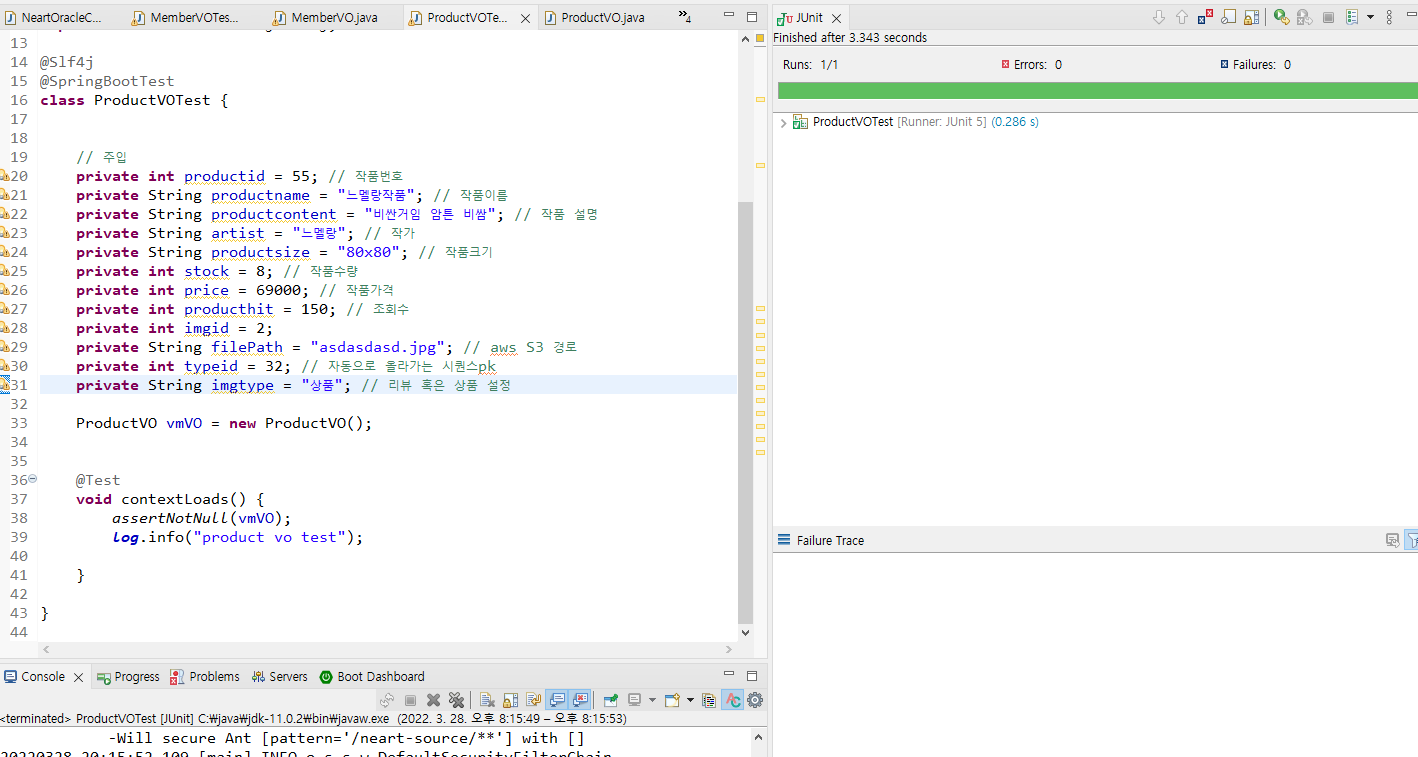 NeartOracleC... MemberVOTes... MemberVO.java ProductVOTe... ProductVO.java 4
JUnit
Finished after 3.343 seconds
Runs: 1/1 Errors: 0 Failures: 0
ProductVOTest [Runner: JUnit 5] (0.286 s)
13
14 @Slf4j
15 @SpringBootTest
16 class ProductVOTest {
17
18
19 // 주입
20 private int productid = 55; // 작품번호
21 private String productname = "느멜랑작품"; // 작품이름
22 private String productcontent = "비싼거임 암튼 비쌈"; // 작품 설명
23 private String artist = "느멜랑"; // 작가
24 private String productsize = "80x80"; // 작품크기
25 private int stock = 8; // 작품수량
26 private int price = 69000; // 작품가격
27 private int producthit = 150; // 조회수
28 private int imgid = 2;
29 private String filePath = "asdasdasd.jpg"; // aws S3 경로
30 private int typeid = 32; // 자동으로 올라가는 시퀀스pk
31 private String imgtype = "상품"; // 리뷰 혹은 상품 설정
32
33 ProductVO vmVO = new ProductVO();
34
35
36 @Test
37 void contextLoads() {
38 assertNotNull(vmVO);
39 log.info("product vo test");
40
41 }
42
43 }
44
Failure Trace
Console Progress Problems Servers Boot Dashboard
<terminated> ProductVOTest [JUnit] C:₩java₩jdk-11.0.2₩bin₩javaw.exe (2022. 3. 28. 오후 8:15:49 – 오후 8:15:53)
-Will secure Ant [pattern='/neart-source/**'] with []
20220328 20:15:52.109 [main] INFO o.s.s.w.DefaultSecurityFilterChain